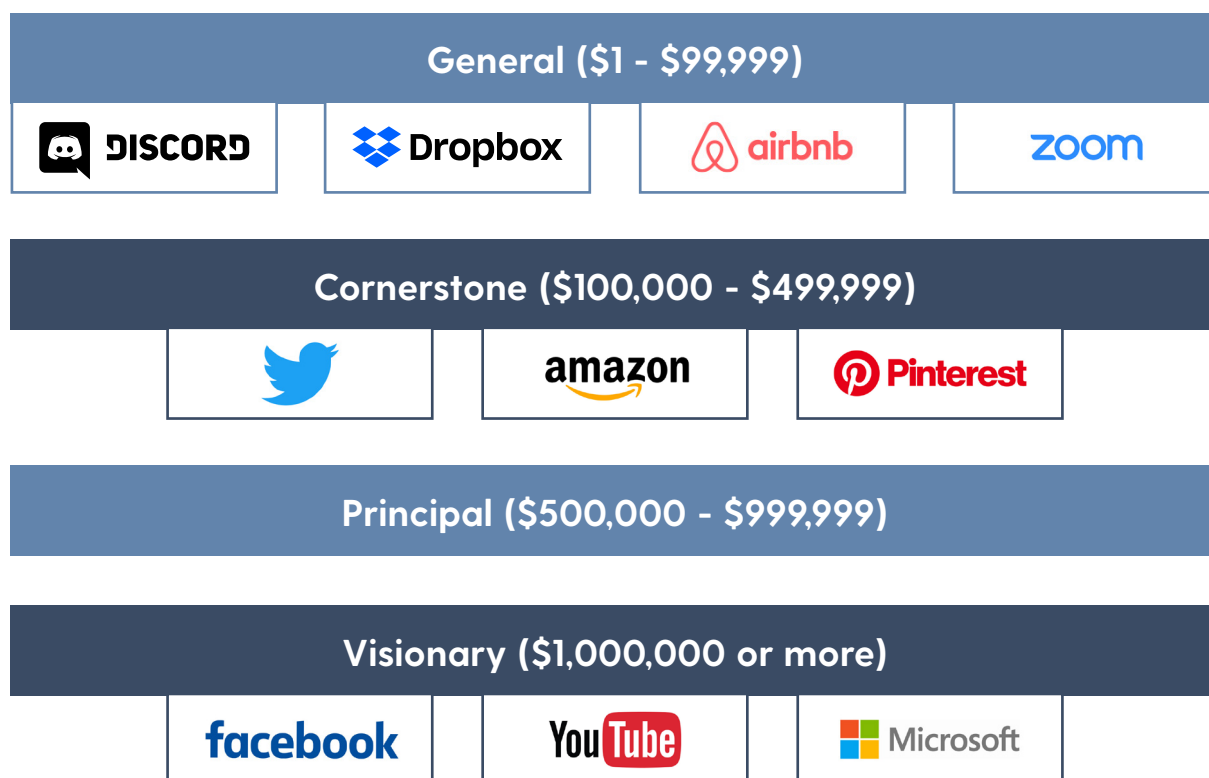 General ($1 - $99,999)
DISCORD Dropbox airbnb zoom
Cornerstone ($100,000 - $499,999)
amazon Pinterest
Principal ($500,000 - $999,999)
Visionary ($1,000,000 or more)
facebook YouTube Microsoft